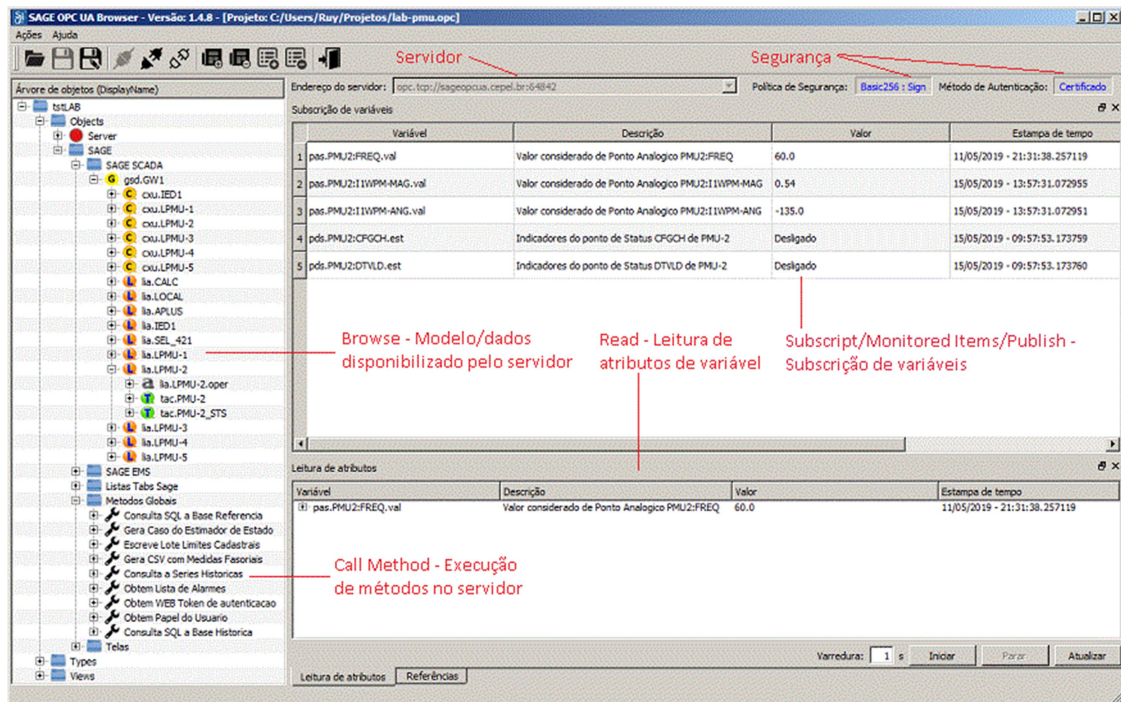 SAGE OPC UA Browser - Versão: 1.4.8 - [Projeto: C:/Users/Ruy/Projetos/lab-pmu.opc]
Ações Ajuda
Servidor
Segurança
Árvore de objetos (DisplayName)
Endereço do servidor: opc.tcp://sageopcua.cepel.br:64842
Política de Segurança: Basic256 : Sign Método de Autenticação: Certificado
tstLAB
Objects
Server
SAGE
SAGE SCADA
gsd.GW1
cxu.IED1
cxu.LPMU-1
cxu.LPMU-2
cxu.LPMU-3
cxu.LPMU-4
cxu.LPMU-5
lia.CALC
lia.LOCAL
lia.APLUS
lia.IED1
lia.SEL_421
lia.LPMU-1
lia.LPMU-2
lia.LPMU-2.oper
tac.PMU-2
tac.PMU-2_STS
lia.LPMU-3
lia.LPMU-4
lia.LPMU-5
SAGE EMS
Listas Tabs Sage
Metodos Globais
Consulta SQL a Base Referencia
Gera Caso do Estimador de Estado
Escreve Lote Limites Cadastrais
Gera CSV com Medidas Fasoriais
Consulta a Series Historicas
Obtem Lista de Alarmes
Obtem WEB Token de autenticacao
Obtem Papel do Usuario
Consulta SQL a Base Historica
Telas
Types
Views
Subscrição de variáveis
Variável Descrição Valor Estampa de tempo
1 pas.PMU2:FREQ.val Valor considerado de Ponto Analogico PMU2:FREQ 60.0 11/05/2019 - 21:31:38.257119
2 pas.PMU2:I1WPM-MAG.val Valor considerado de Ponto Analogico PMU2:I1WPM-MAG 0.54 15/05/2019 - 13:57:31.072955
3 pas.PMU2:I1WPM-ANG.val Valor considerado de Ponto Analogico PMU2:I1WPM-ANG -135.0 15/05/2019 - 13:57:31.072951
4 pds.PMU2:CFGCH.est Indicadores do ponto de Status CFGCH de PMU-2 Desligado 15/05/2019 - 09:57:53.173759
5 pds.PMU2:DTVLD.est Indicadores do ponto de Status DTVLD de PMU-2 Desligado 15/05/2019 - 09:57:53.173760
Browse - Modelo/dados
disponibilizado pelo servidor
Read - Leitura de
atributos de variável
Subscript/Monitored Items/Publish -
Subscrição de variáveis
Leitura de atributos
Variável Descrição Valor Estampa de tempo
pas.PMU2:FREQ.val Valor considerado de Ponto Analogico PMU2:FREQ 60.0 11/05/2019 - 21:31:38.257119
Call Method - Execução
de métodos no servidor
Varredura: 1 s Iniciar Parar Atualizar
Leitura de atributos Referências